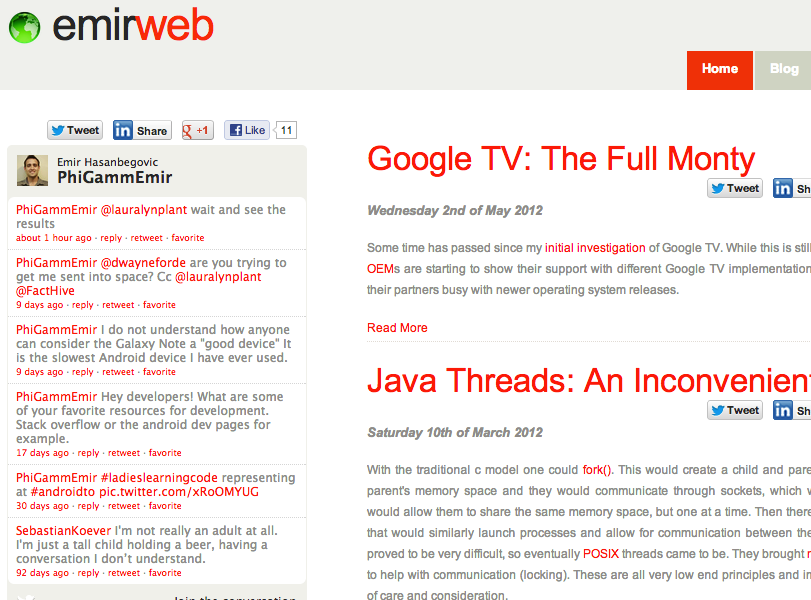 emirweb
Home
Blog
Tweet
Share
+1
Like
11
Emir Hasanbegovic
PhiGammEmir
PhiGammEmir @lauralynplant wait and see the
results
about 1 hour ago · reply · retweet · favorite
PhiGammEmir @dwayneforde are you trying to
get me sent into space? Cc @lauralynplant
@FactHive
9 days ago · reply · retweet · favorite
PhiGammEmir I do not understand how anyone
can consider the Galaxy Note a "good device" It
is the slowest Android device I have ever used.
9 days ago · reply · retweet · favorite
PhiGammEmir Hey developers! What are some
of your favorite resources for development.
Stack overflow or the android dev pages for
example.
17 days ago · reply · retweet · favorite
PhiGammEmir #ladieslearningcode representing
at #androidto pic.twitter.com/xRoOMYUG
30 days ago · reply · retweet · favorite
SebastianKoever I'm not really an adult at all.
I'm just a tall child holding a beer, having a
conversation I don't understand.
92 days ago · reply · retweet · favorite
Join the conversation
Google TV: The Full Monty
Tweet
Sh
Wednesday 2nd of May 2012
Some time has passed since my initial investigation of Google TV. While this is still
OEMs are starting to show their support with different Google TV implementation
their partners busy with newer operating system releases.
Read More
Java Threads: An Inconvenient
Tweet
Sh
Saturday 10th of March 2012
With the traditional c model one could fork(). This would create a child and pare
parent's memory space and they would communicate through sockets, which w
would allow them to share the same memory space, but one at a time. Then there
that would similarly launch processes and allow for communication between the
proved to be very difficult, so eventually POSIX threads came to be. They brought
to help with communication (locking). These are all very low end principles and in
of care and consideration.